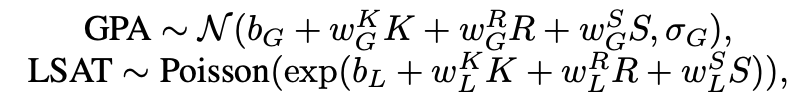 GPA ∼ 𝒩(b_G + w_G^K K + w_G^R R + w_G^S S, σ_G),
LSAT ∼ Poisson(exp(b_L + w_L^K K + w_L^R R + w_L^S S)),